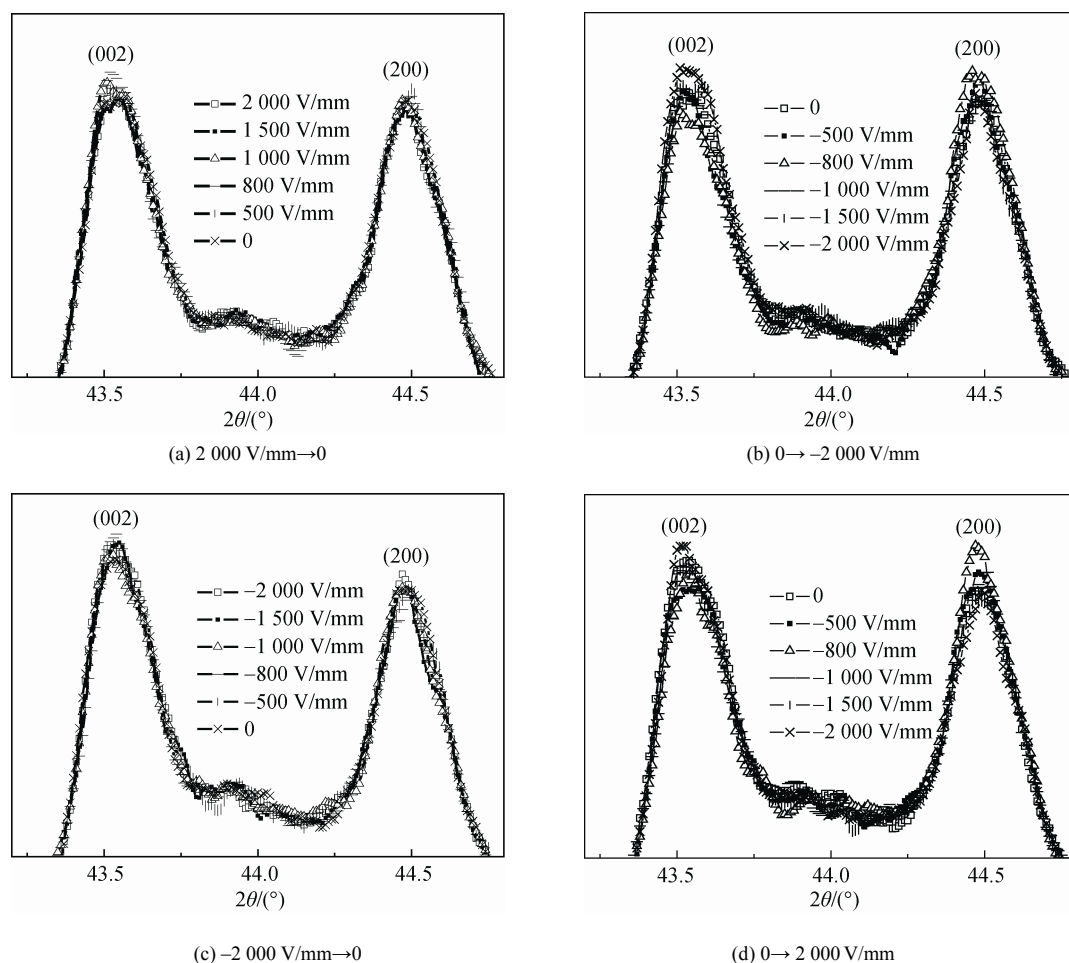 (002)
(200)
2 000 V/mm
1 500 V/mm
1 000 V/mm
800 V/mm
500 V/mm
0
43.5
44.0
44.5
2θ/(°)
(a) 2 000 V/mm→0
(002)
(200)
0
–500 V/mm
–800 V/mm
–1 000 V/mm
–1 500 V/mm
–2 000 V/mm
43.5
44.0
44.5
2θ/(°)
(b) 0→ –2 000 V/mm
(002)
(200)
–2 000 V/mm
–1 500 V/mm
–1 000 V/mm
–800 V/mm
–500 V/mm
0
43.5
44.0
44.5
2θ/(°)
(c) –2 000 V/mm→0
(002)
(200)
0
–500 V/mm
–800 V/mm
–1 000 V/mm
–1 500 V/mm
–2 000 V/mm
43.5
44.0
44.5
2θ/(°)
(d) 0→ 2 000 V/mm